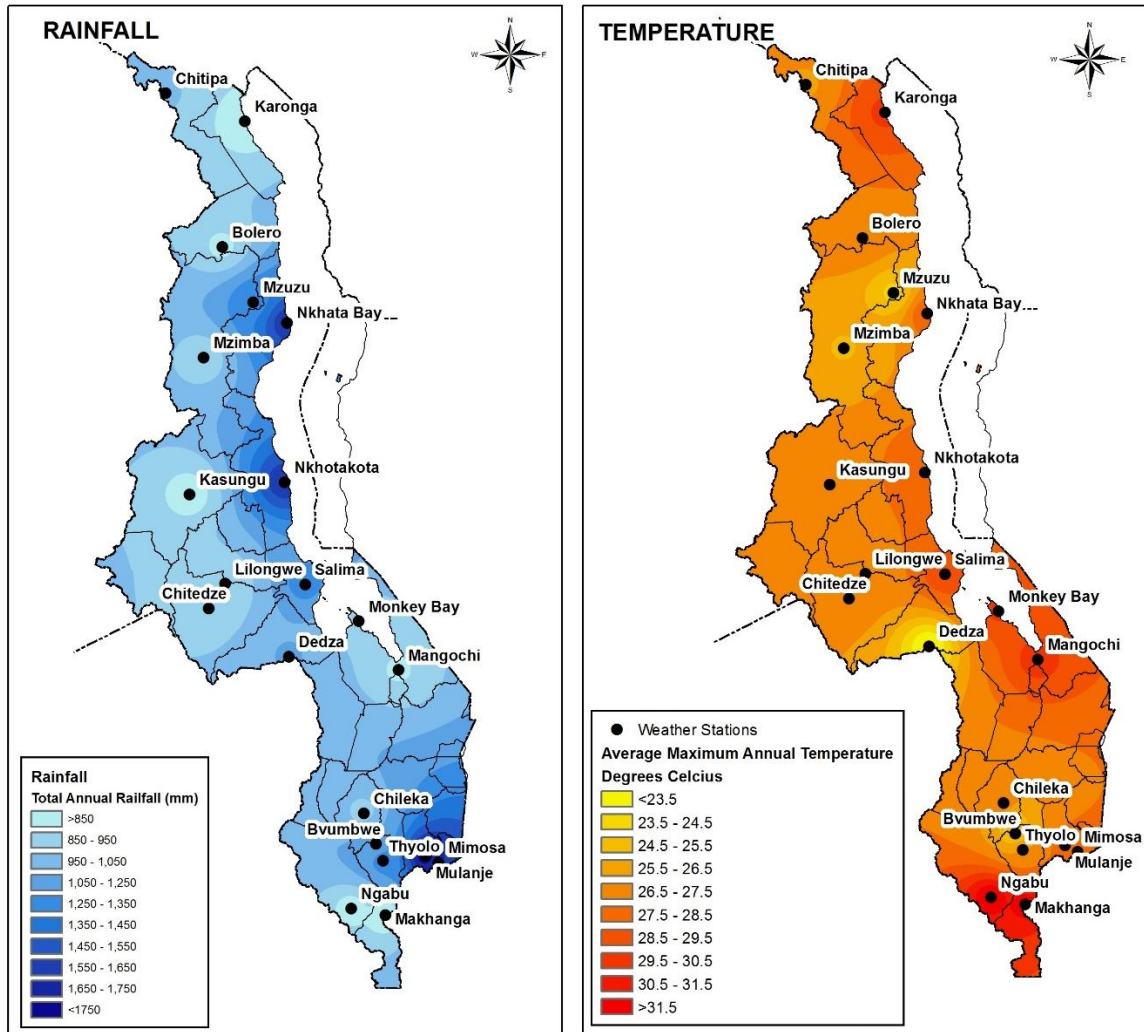 RAINFALL
N
W E
S
Chitipa
Karonga
Bolero
Mzuzu
Nkhata Bay
Mzimba
Kasungu
Nkhotakota
Lilongwe
Salima
Chitedze
Monkey Bay
Dedza
Mangochi
Chileka
Bvumbwe
Thyolo
Mimosa
Mulanje
Ngabu
Makhanga
Rainfall
Total Annual Railfall (mm)
>850
850 - 950
950 - 1,050
1,050 - 1,250
1,250 - 1,350
1,350 - 1,450
1,450 - 1,550
1,550 - 1,650
1,650 - 1,750
<1750
TEMPERATURE
N
W E
S
Chitipa
Karonga
Bolero
Mzuzu
Nkhata Bay
Mzimba
Kasungu
Nkhotakota
Lilongwe
Salima
Chitedze
Monkey Bay
Dedza
Mangochi
Chileka
Bvumbwe
Thyolo
Mimosa
Mulanje
Ngabu
Makhanga
Weather Stations
Average Maximum Annual Temperature
Degrees Celcius
<23.5
23.5 - 24.5
24.5 - 25.5
25.5 - 26.5
26.5 - 27.5
27.5 - 28.5
28.5 - 29.5
29.5 - 30.5
30.5 - 31.5
>31.5